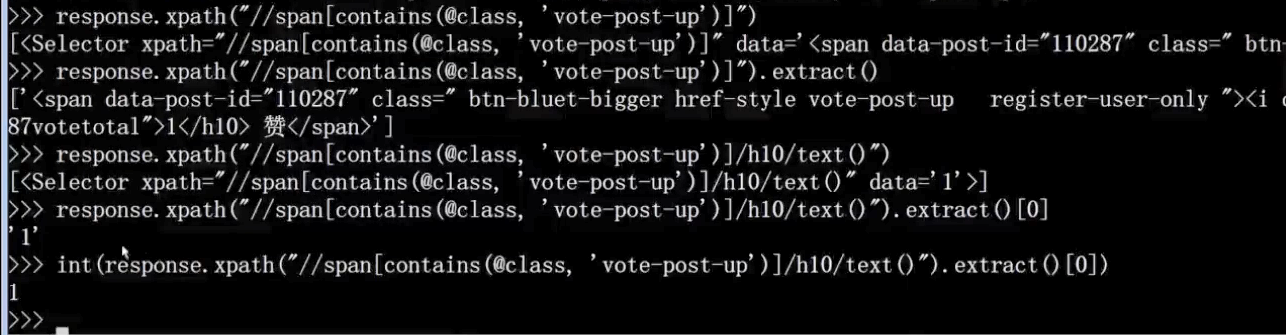 >>> response.xpath("//span[contains(@class, 'vote-post-up')]")
[<Selector xpath="//span[contains(@class, 'vote-post-up')]" data='<span data-post-id="110287" class=" btn-
>>> response.xpath("//span[contains(@class, 'vote-post-up')]").extract()
['<span data-post-id="110287" class=" btn-bluet-bigger href-style vote-post-up   register-user-only "><i
87votetotal">1</h10> 赞</span>']
>>> response.xpath("//span[contains(@class, 'vote-post-up')]/h10/text()")
[<Selector xpath="//span[contains(@class, 'vote-post-up')]/h10/text()" data='1'>]
>>> response.xpath("//span[contains(@class, 'vote-post-up')]/h10/text()").extract()[0]
'1'
>>> int(response.xpath("//span[contains(@class, 'vote-post-up')]/h10/text()").extract()[0])
1
>>>